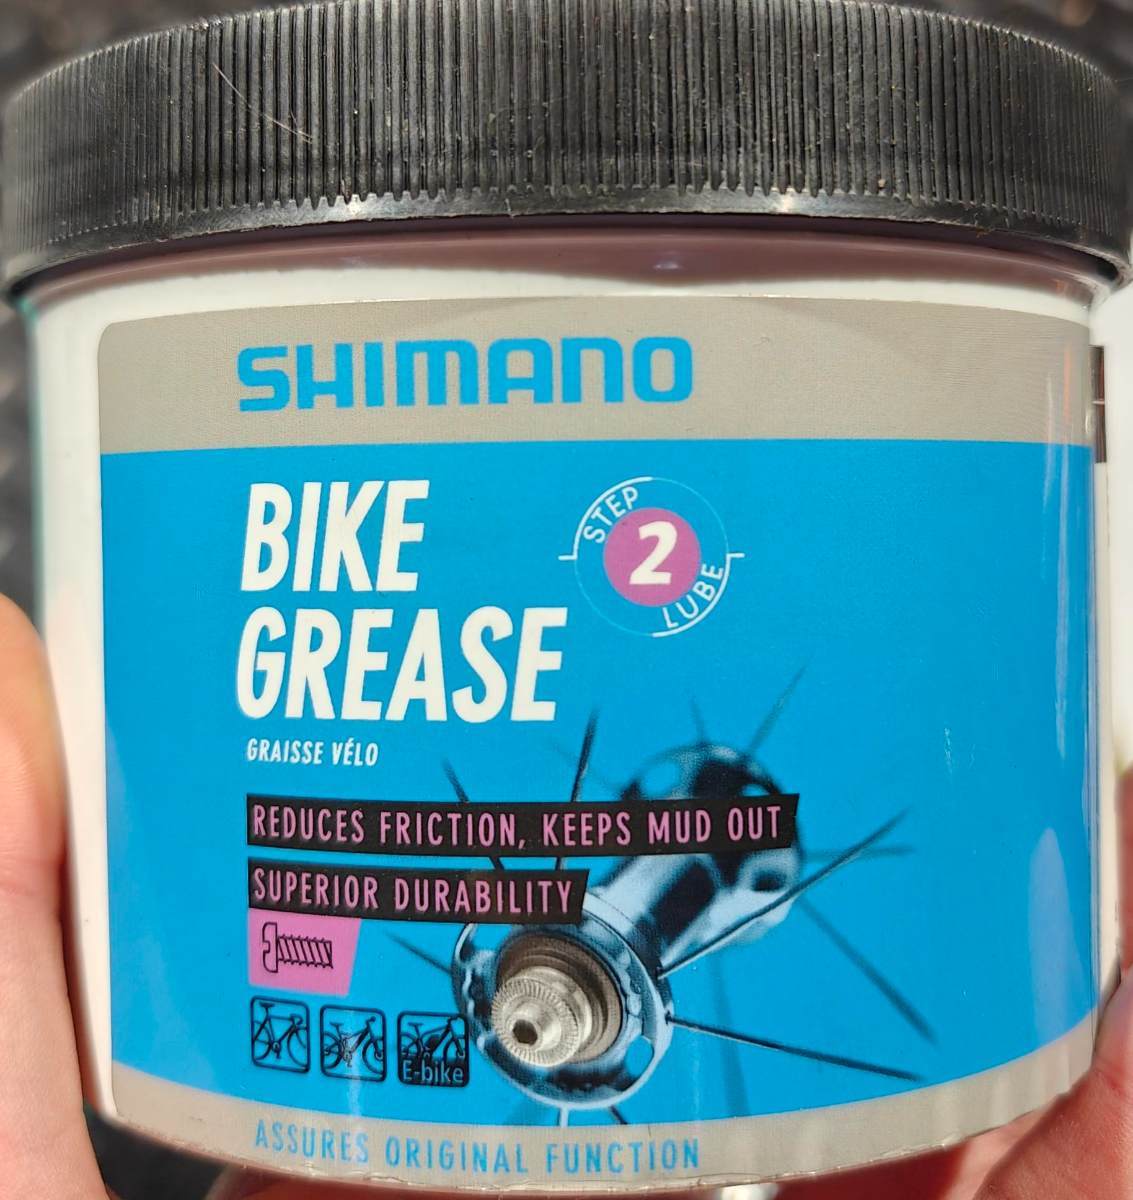 SHIMANO
BIKE
GREASE
GRAISSE VÉLO
STEP
2
LUBE
REDUCES FRICTION, KEEPS MUD OUT
SUPERIOR DURABILITY
E-bike
ASSURES ORIGINAL FUNCTION